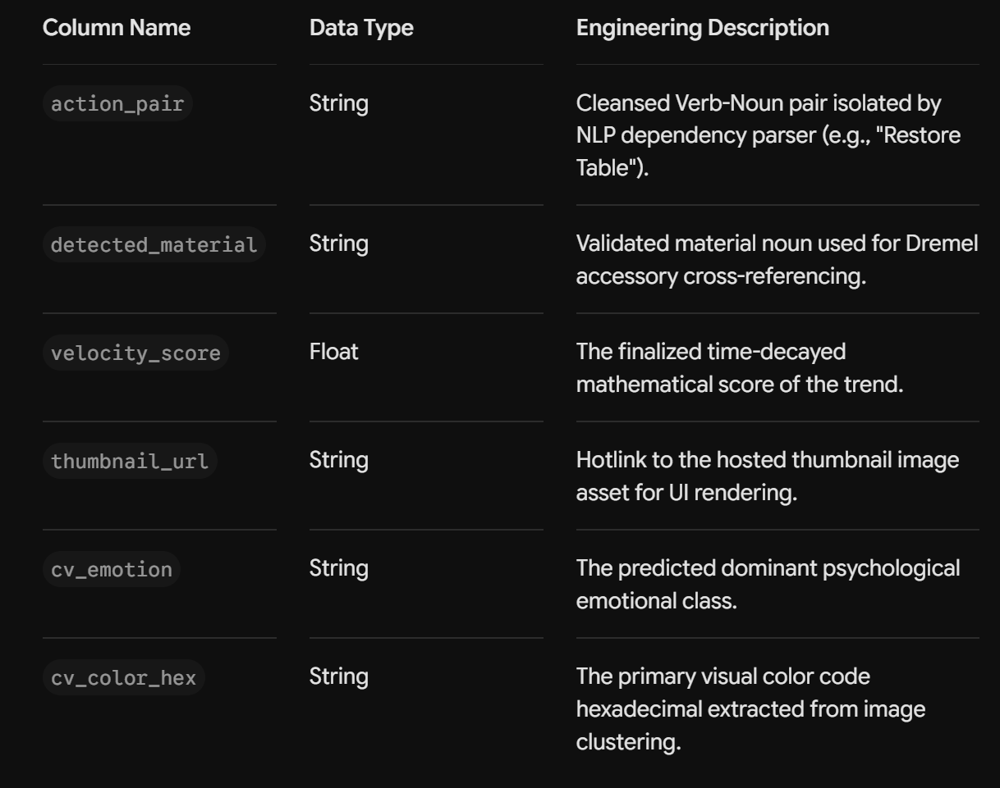 Column Name Data Type Engineering Description
action_pair String Cleansed Verb-Noun pair isolated by
NLP dependency parser (e.g., "Restore
Table").
detected_material String Validated material noun used for Dremel
accessory cross-referencing.
velocity_score Float The finalized time-decayed
mathematical score of the trend.
thumbnail_url String Hotlink to the hosted thumbnail image
asset for UI rendering.
cv_emotion String The predicted dominant psychological
emotional class.
cv_color_hex String The primary visual color code
hexadecimal extracted from image
clustering.